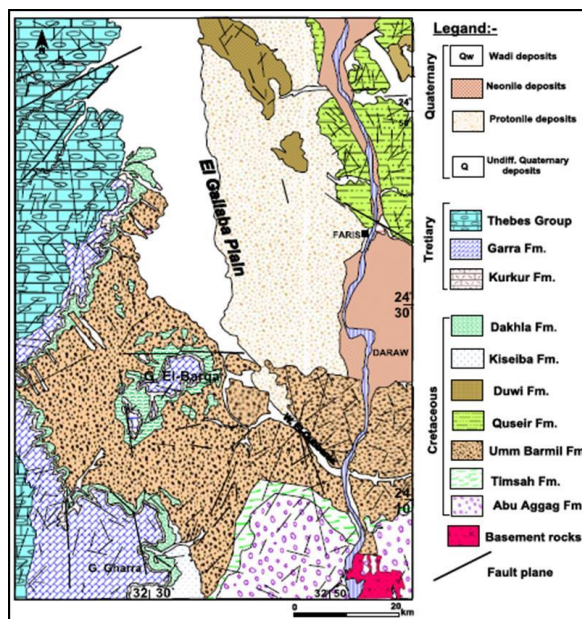 Legand:-
Quaternary
Qw Wadi deposits
Neonile deposits
Protonile deposits
Q Undiff. Quaternary
deposits
Tretiary
Thebes Group
Garra Fm.
Kurkur Fm.
Cretaceous
Dakhla Fm.
Kiseiba Fm.
Duwi Fm.
Quseir Fm.
Umm Barmil Fm
Timsah Fm.
Abu Aggag Fm
Basement rocks
Fault plane
El Gallaba Plain
FARIS
24
30
DARAW
G. El-Barqa
24
10
G. Gharra
32 30
32 50
0 20
km